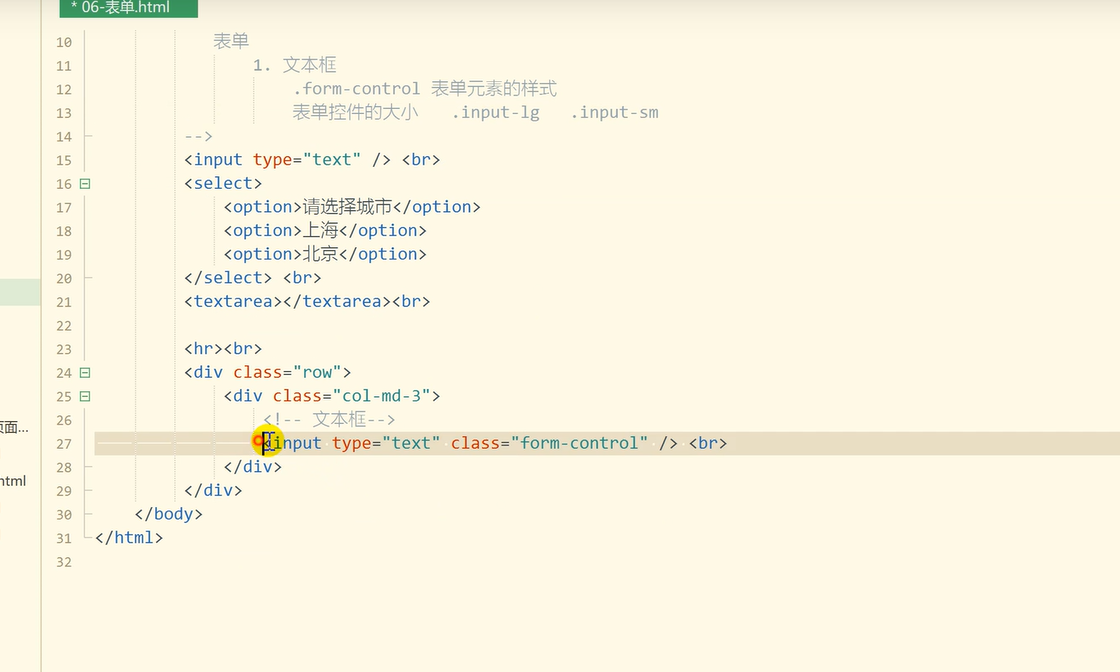 * 06-表单.html
10 表单
11 1. 文本框
12 .form-control 表单元素的样式
13 表单控件的大小 .input-lg .input-sm
14 -->
15 <input type="text" /> <br>
16 <select>
17 <option>请选择城市</option>
18 <option>上海</option>
19 <option>北京</option>
20 </select> <br>
21 <textarea></textarea><br>
22
23 <hr><br>
24 <div class="row">
25 <div class="col-md-3">
26 <!-- 文本框-->
27 <input type="text" class="form-control" /> <br>
28 </div>
29 </div>
30 </body>
31 </html>
32
页面...
html